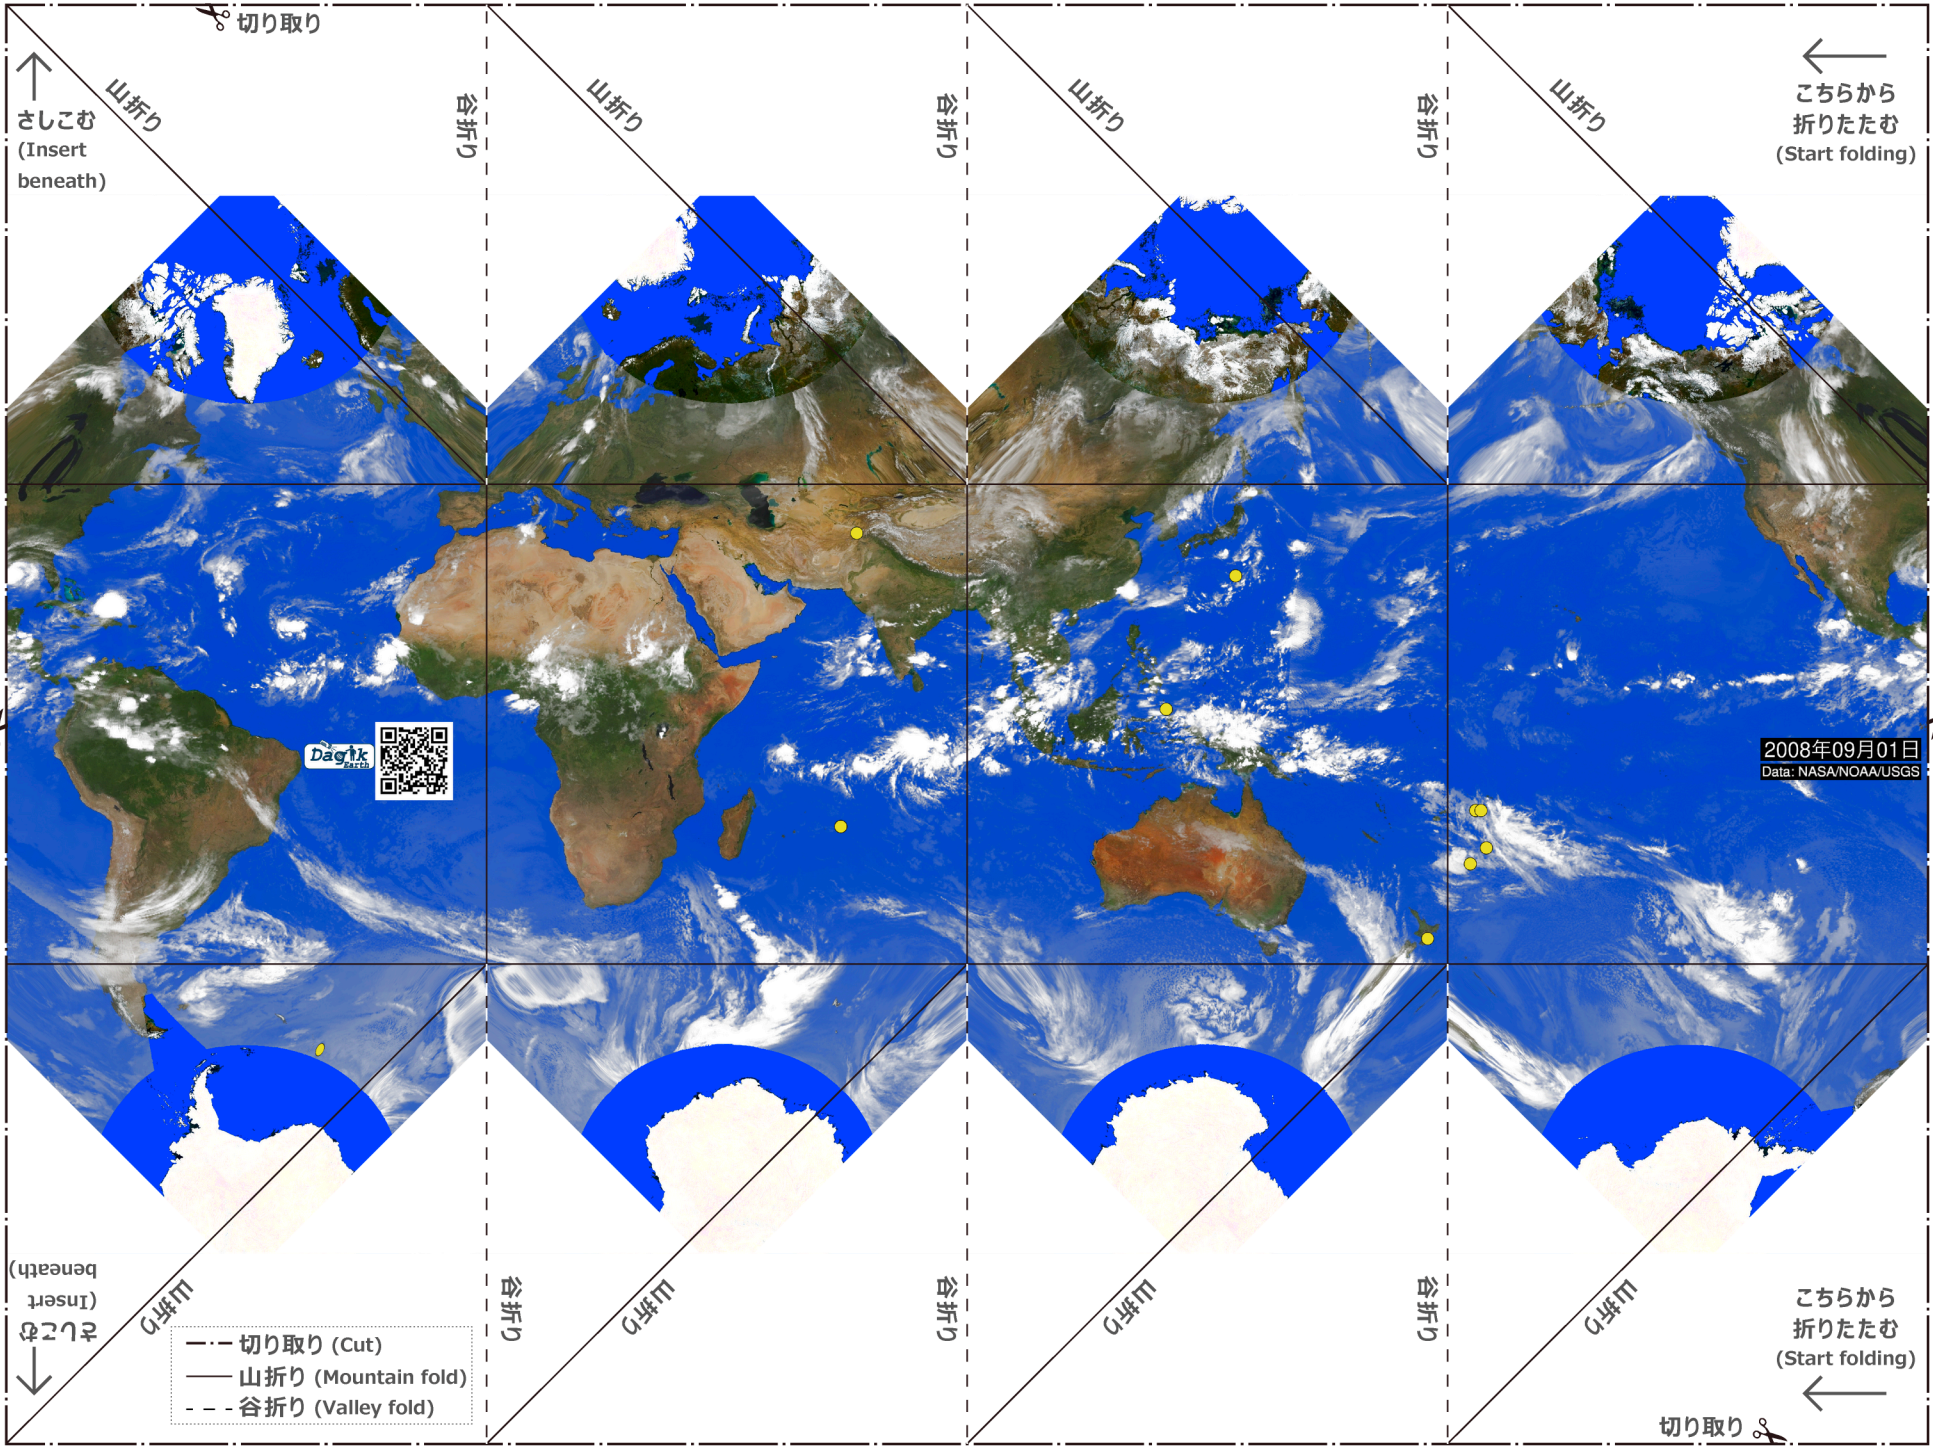 切り取り
山折り
谷折り
山折り
谷折り
山折り
谷折り
山折り
さしこむ
(Insert
beneath)
こちらから
折りたたむ
(Start folding)
Dagik
Earth
2008年09月01日
Data: NASA/NOAA/USGS
さしこむ
(Insert
beneath)
山折り
谷折り
山折り
谷折り
山折り
谷折り
山折り
切り取り (Cut)
山折り (Mountain fold)
谷折り (Valley fold)
こちらから
折りたたむ
(Start folding)
切り取り